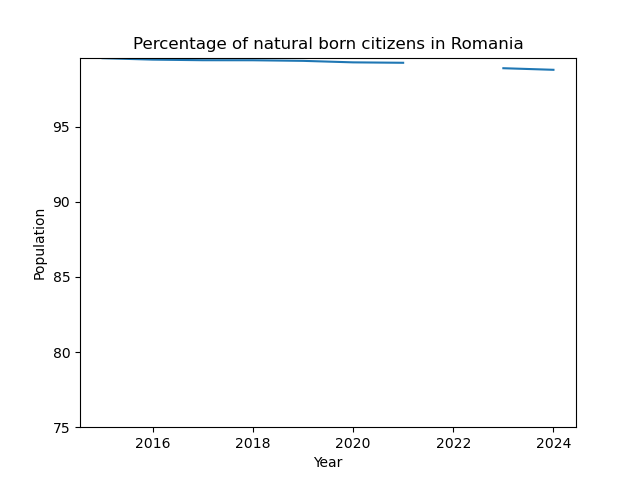 Percentage of natural born citizens in Romania
95
90
85
80
75
Population
2016 2018 2020 2022 2024
Year